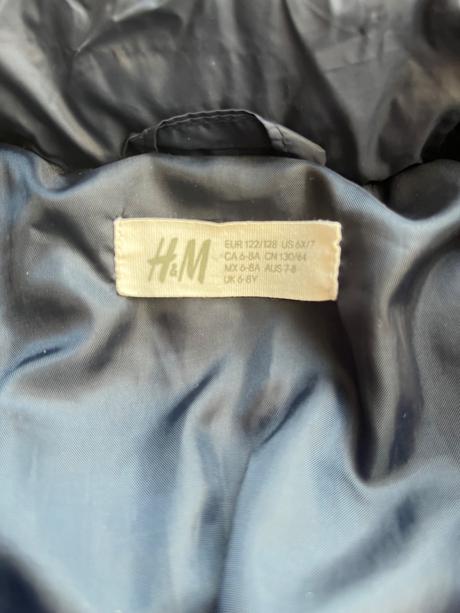 H&M
EUR 122/128 US 6X/7
CA 6-8A CN 130/64
MX 6-8A AUS 7-8
UK 6-8Y